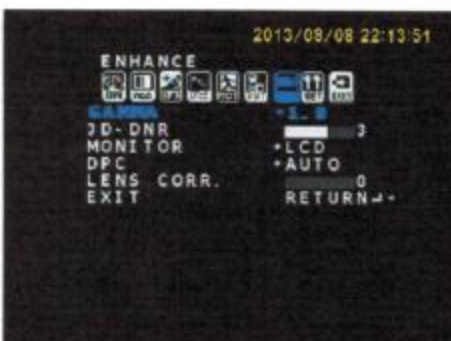 2013/08/08 22:13:51
ENHANCE
GAMMA
3D-DNR 3
MONITOR LCD
DPC AUTO
LENS CORR. 0
EXIT RETURN